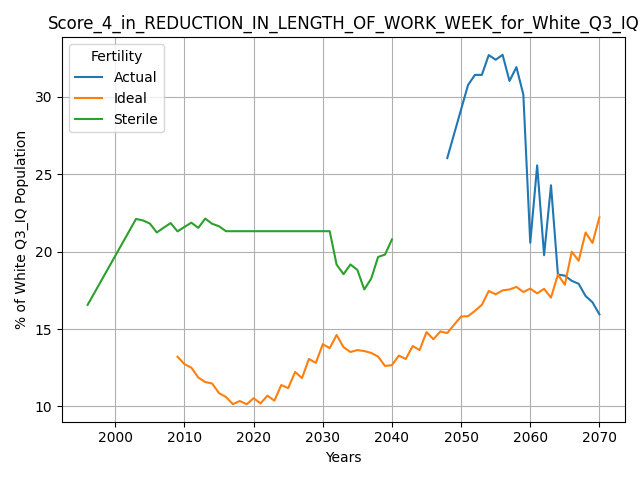 Score_4_in_REDUCTION_IN_LENGTH_OF_WORK_WEEK_for_White_Q3_IQ
Fertility
Actual
Ideal
Sterile
% of White Q3_IQ Population
30
25
20
15
10
2000 2010 2020 2030 2040 2050 2060 2070
Years